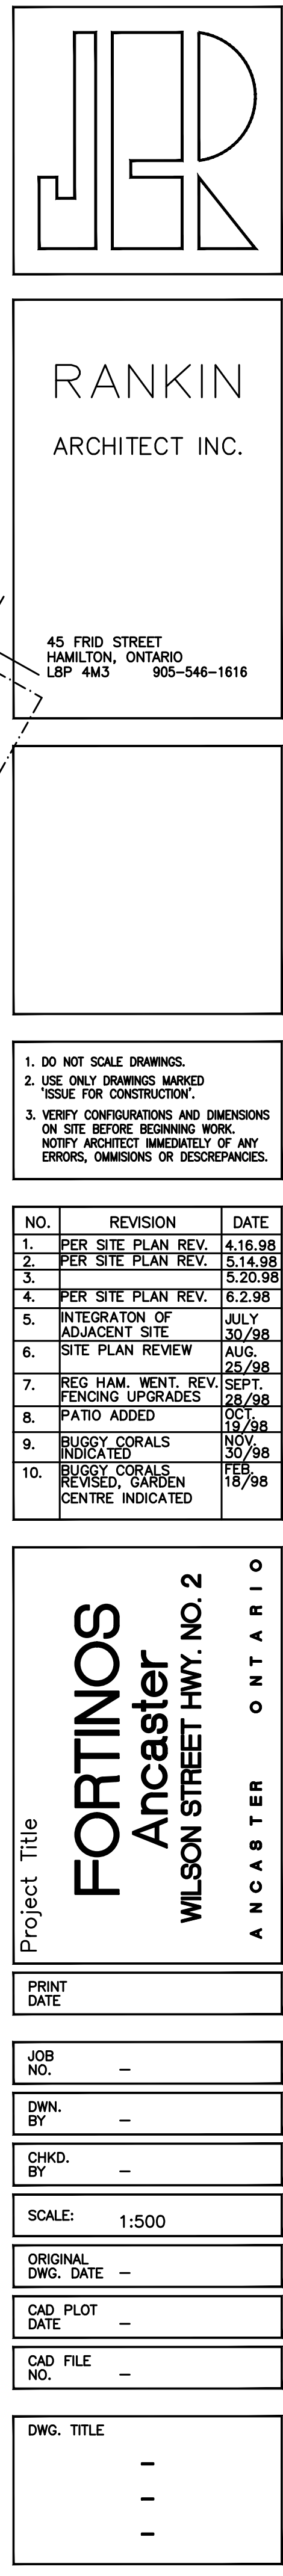 JER
RANKIN
ARCHITECT INC.
45 FRID STREET
HAMILTON, ONTARIO
L8P 4M3 905-546-1616
1. DO NOT SCALE DRAWINGS.
2. USE ONLY DRAWINGS MARKED
'ISSUE FOR CONSTRUCTION'.
3. VERIFY CONFIGURATIONS AND DIMENSIONS
ON SITE BEFORE BEGINNING WORK.
NOTIFY ARCHITECT IMMEDIATELY OF ANY
ERRORS, OMMISIONS OR DESCREPANCIES.
NO. REVISION DATE
1. PER SITE PLAN REV. 4.16.98
2. PER SITE PLAN REV. 5.14.98
3. 5.20.98
4. PER SITE PLAN REV. 6.2.98
5. INTEGRATON OF JULY
ADJACENT SITE 30/98
6. SITE PLAN REVIEW AUG.
25/98
7. REG HAM. WENT. REV. SEPT.
FENCING UPGRADES 28/98
8. PATIO ADDED OCT.
19/98
9. BUGGY CORALS NOV.
INDICATED 30/98
10. BUGGY CORALS FEB.
REVISED, GARDEN 18/98
CENTRE INDICATED
Project Title
FORTINOS
Ancaster
WILSON STREET HWY. NO. 2
ANCASTER ONTARIO
PRINT
DATE
JOB
NO. –
DWN.
BY –
CHKD.
BY –
SCALE: 1:500
ORIGINAL
DWG. DATE –
CAD PLOT
DATE –
CAD FILE
NO. –
DWG. TITLE
–
–
–